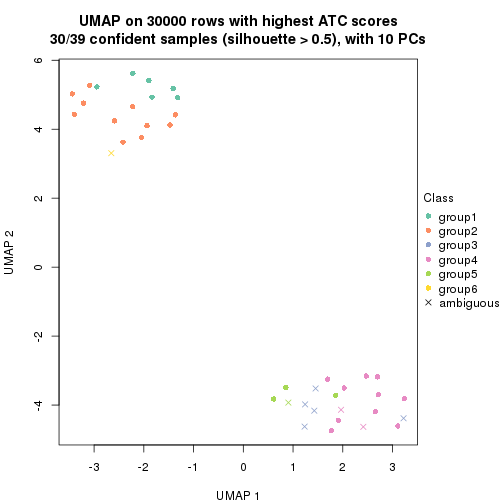 UMAP on 30000 rows with highest ATC scores
30/39 confident samples (silhouette > 0.5), with 10 PCs
6
4
2
0
-2
-4
UMAP 2
-3
-2
-1
0
1
2
3
UMAP 1
Class
group1
group2
group3
group4
group5
group6
ambiguous